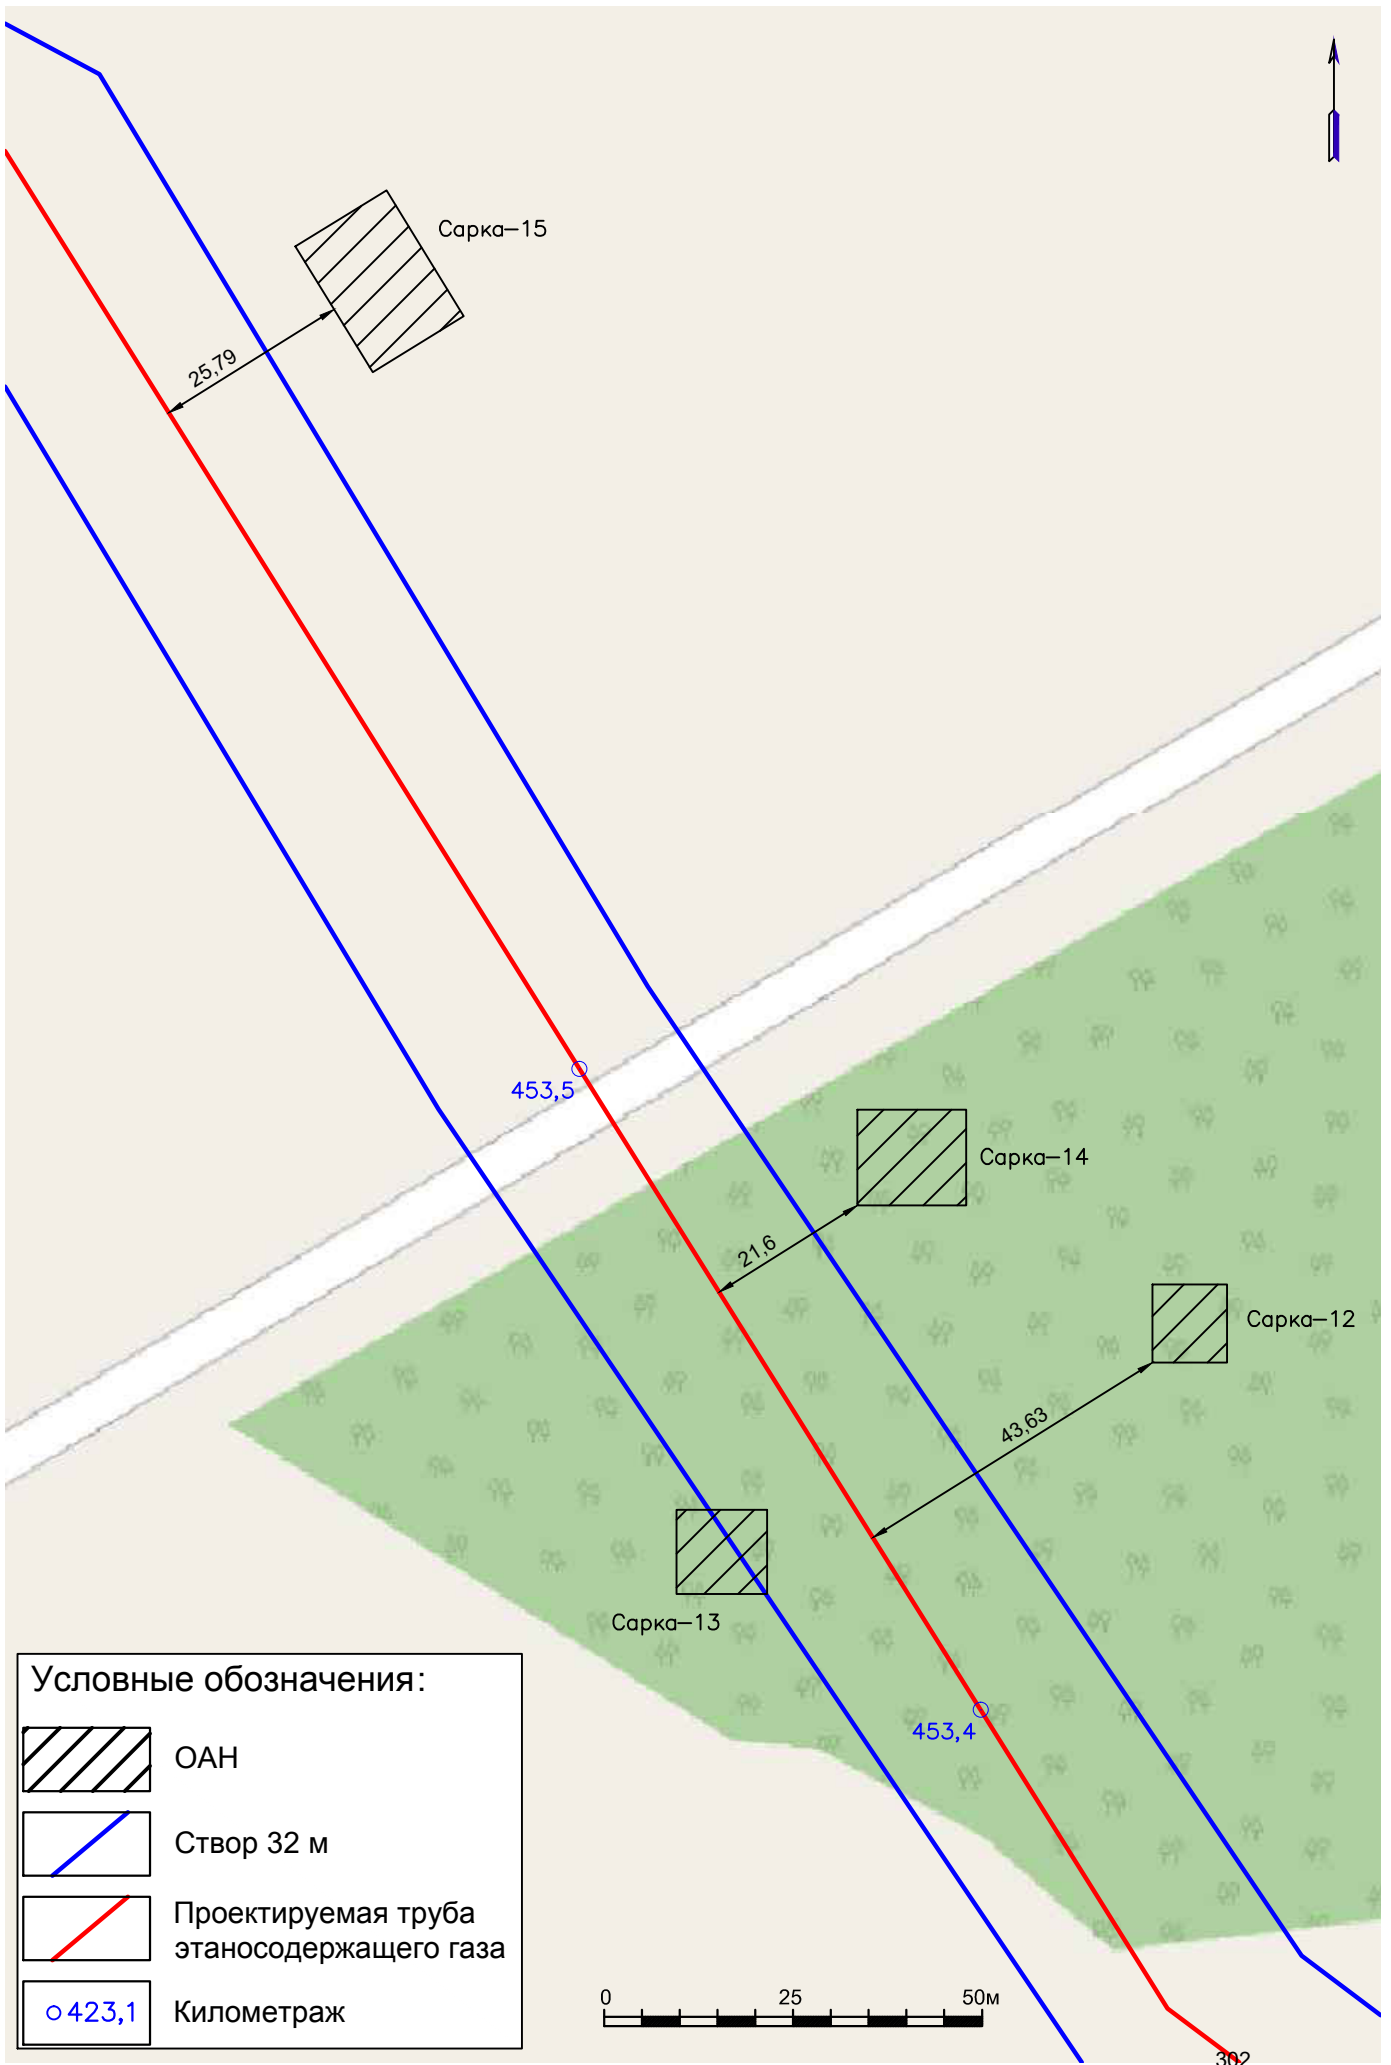 Сарка-15
25,79
453,5
Сарка-14
21,6
Сарка-12
43,63
Сарка-13
453,4
Условные обозначения:
ОАН
Створ 32 м
Проектируемая труба
этаносодержащего газа
423,1 Километраж
0 25 50м
302